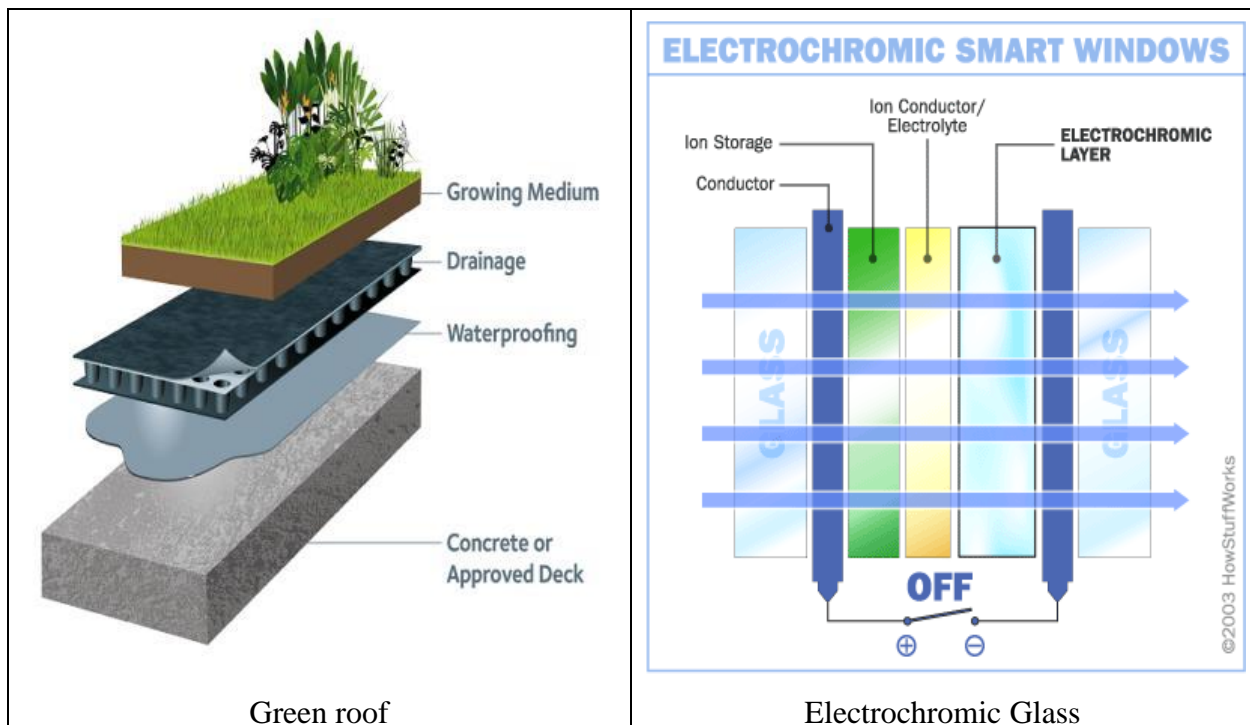 Growing Medium
Drainage
Waterproofing
Concrete or
Approved Deck
Green roof
ELECTROCHROMIC SMART WINDOWS
Ion Conductor/
Electrolyte
Ion Storage
ELECTROCHROMIC
LAYER
Conductor
GLASS
GLASS
OFF
+ −
©2003 HowStuffWorks
Electrochromic Glass